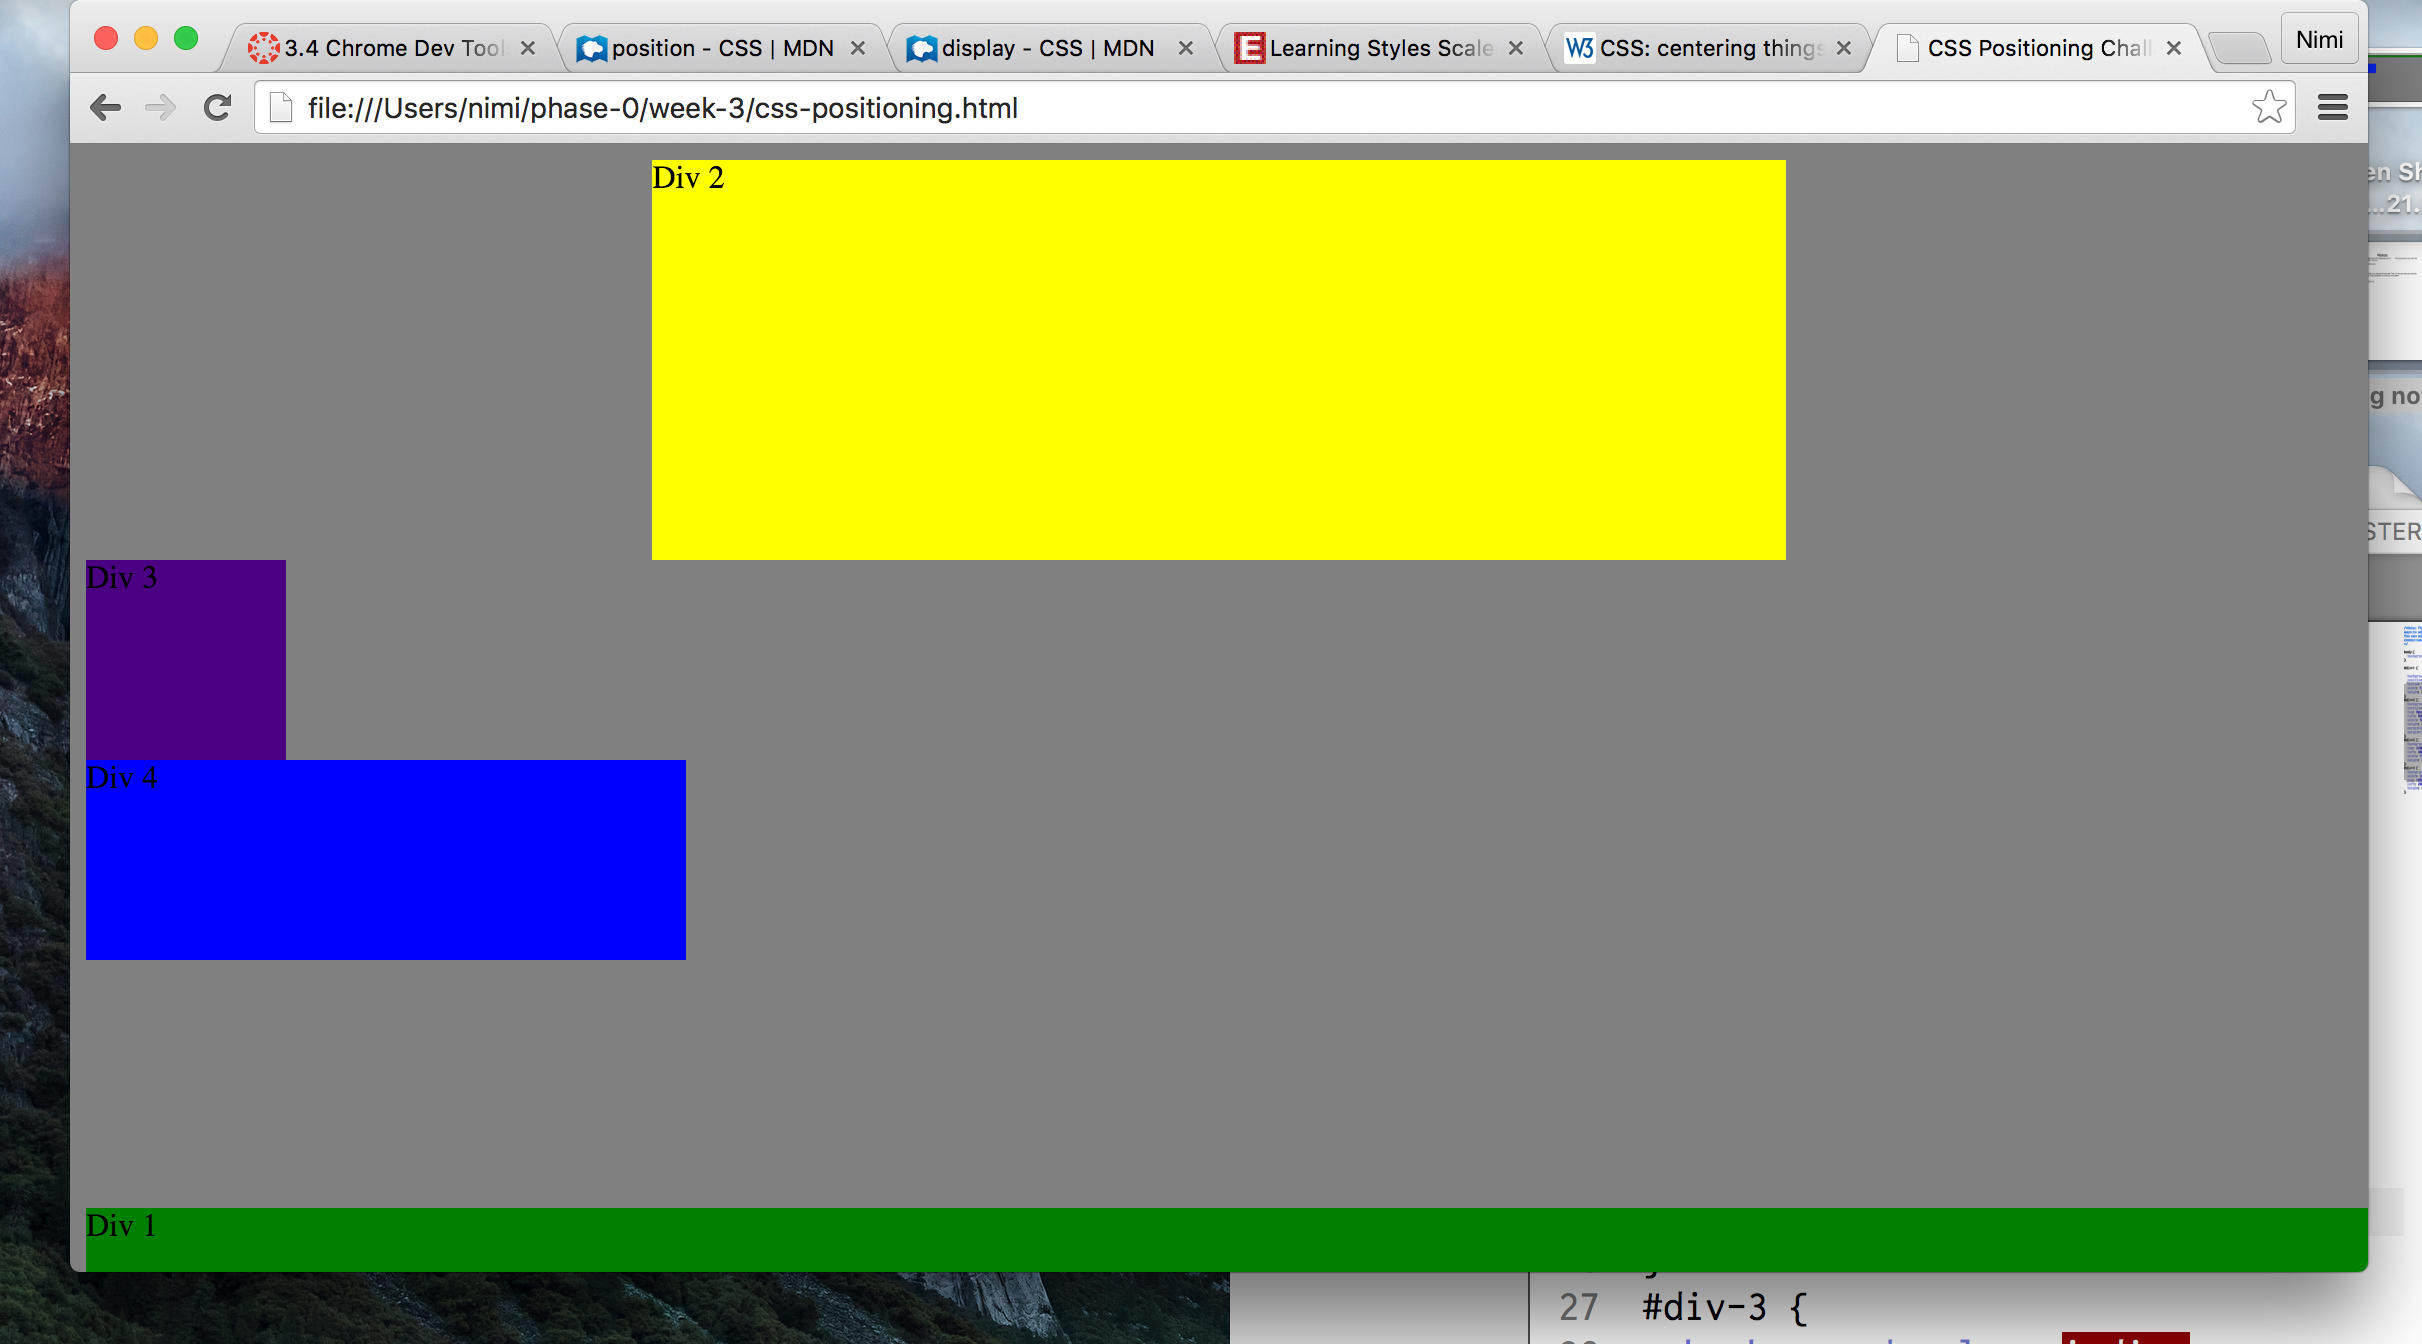 3.4 Chrome Dev Tool
position - CSS | MDN
display - CSS | MDN
Learning Styles Scale
W3 CSS: centering things
CSS Positioning Chall
Nimi
file:///Users/nimi/phase-0/week-3/css-positioning.html
Div 2
Div 3
Div 4
Div 1
en Sh
...21.
g no
STER
27 #div-3 {